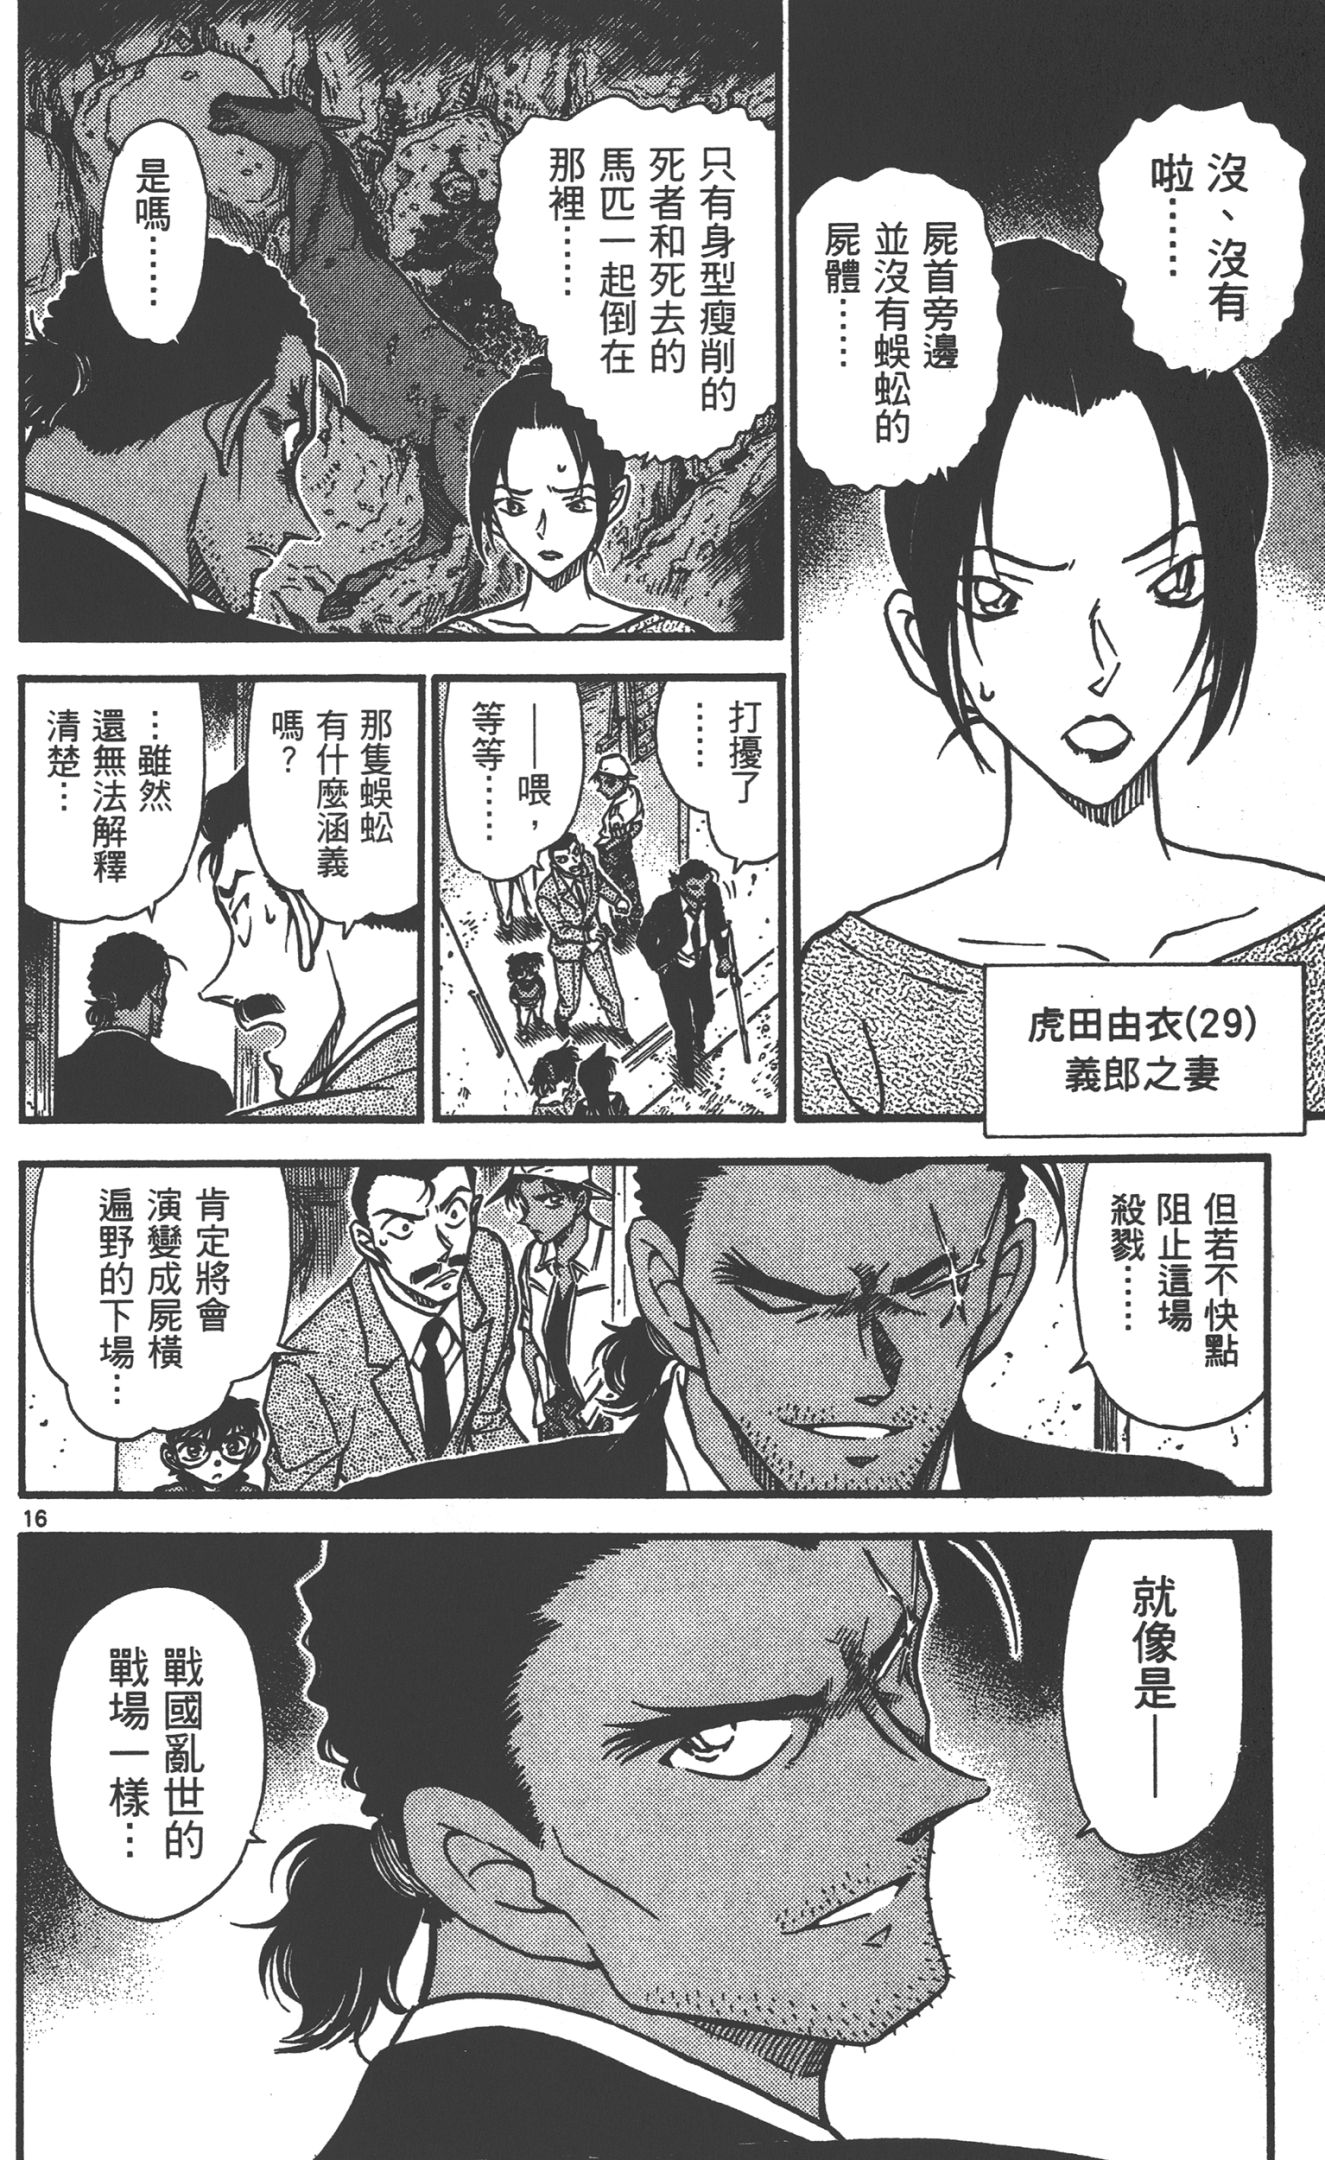 沒、沒有
啦……
屍首旁邊
並沒有蜈蚣的
屍體……
虎田由衣(29)
義郎之妻
只有身型瘦削的
死者和死去的
馬匹一起倒在
那裡……
是嗎……
打擾了
……
——喂，
等等……
那隻蜈蚣
有什麼涵義
嗎？
…雖然
還無法解釋
清楚…
但若不快點
阻止這場
殺戮……
肯定將會
演變成屍橫
遍野的下場…
16
就像是——
戰國亂世的
戰場一樣…